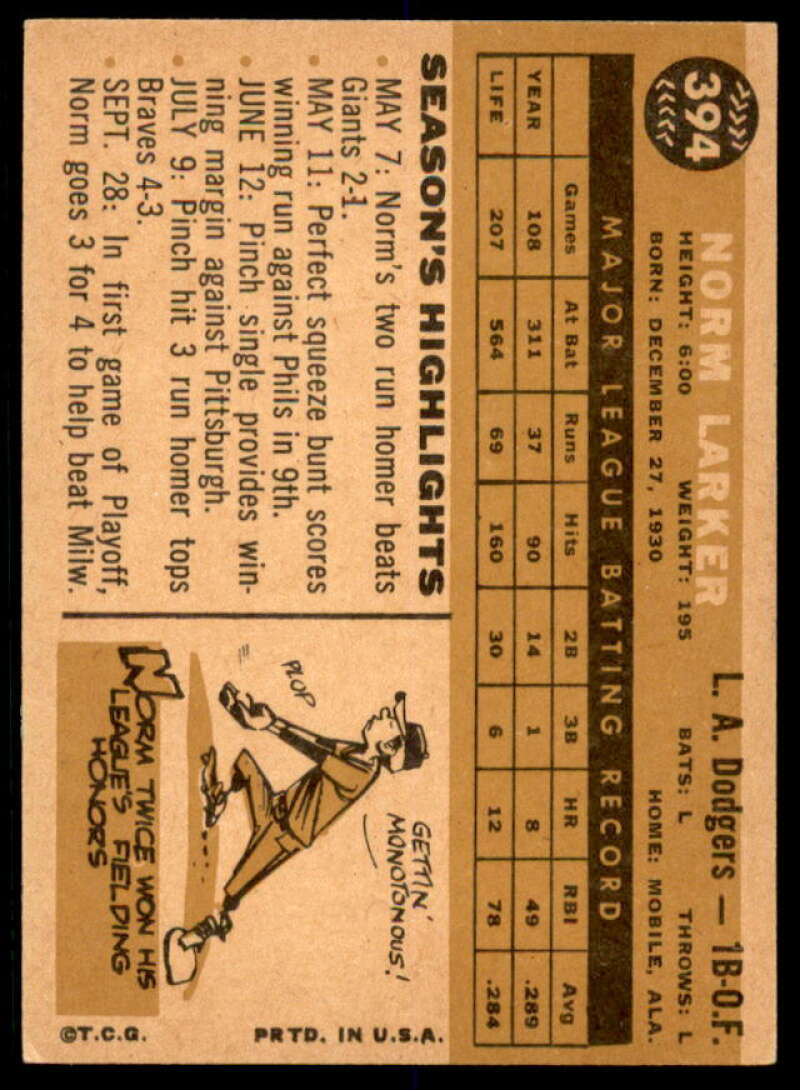 394
NORM LARKER
L. A. Dodgers — 1B-O.F.
HEIGHT: 6:00 WEIGHT: 195 BATS: L THROWS: L
BORN: DECEMBER 27, 1930 HOME: MOBILE, ALA.
MAJOR LEAGUE BATTING RECORD
Games At Bat Runs Hits 2B 3B HR RBI Avg
YEAR 108 311 37 90 14 1 8 49 .289
LIFE 207 564 69 160 30 6 12 78 .284
SEASON'S HIGHLIGHTS
• MAY 7: Norm's two run homer beats
Giants 2-1.
• MAY 11: Perfect squeeze bunt scores
winning run against Phils in 9th.
• JUNE 12: Pinch single provides win-
ning margin against Pittsburgh.
• JULY 9: Pinch hit 3 run homer tops
Braves 4-3.
• SEPT. 28: In first game of Playoff,
Norm goes 3 for 4 to help beat Milw.
GETTIN'
MONOTONOUS!
PLOP
NORM TWICE WON HIS
LEAGUE'S FIELDING
HONORS
©T.C.G. PRTD. IN U.S.A.